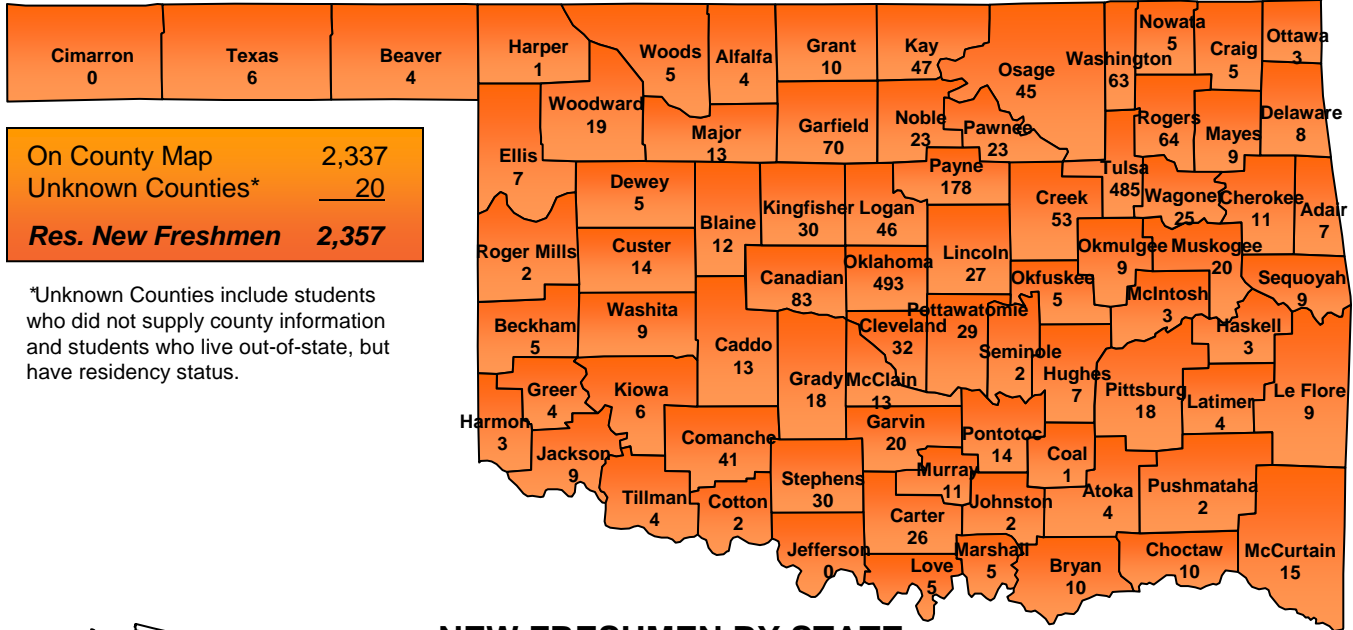 Cimarron
0
Texas
6
Beaver
4
Harper
1
Woods
5
Alfalfa
4
Grant
10
Kay
47
Osage
45
Washington
63
Nowata
5
Craig
5
Ottawa
3
Woodward
19
Major
13
Garfield
70
Noble
23
Pawnee
23
Rogers
64
Mayes
9
Delaware
8
On County Map 2,337
Unknown Counties* 20
Res. New Freshmen 2,357
*Unknown Counties include students
who did not supply county information
and students who live out-of-state, but
have residency status.
Ellis
7
Dewey
5
Blaine
12
Kingfisher
30
Logan
46
Payne
178
Creek
53
Tulsa
485
Wagoner
25
Cherokee
11
Adair
7
Roger Mills
2
Custer
14
Canadian
83
Oklahoma
493
Lincoln
27
Okfuskee
5
Okmulgee
9
Muskogee
20
McIntosh
3
Sequoyah
9
Beckham
5
Washita
9
Caddo
13
Grady
18
Cleveland
32
McClain
13
Pottawatomie
29
Seminole
2
Hughes
7
Pittsburg
18
Haskell
3
Latimer
4
Le Flore
9
Harmon
3
Greer
4
Kiowa
6
Jackson
9
Comanche
41
Tillman
4
Cotton
2
Stephens
30
Garvin
20
Murray
11
Pontotoc
14
Coal
1
Johnston
2
Atoka
4
Pushmataha
2
Jefferson
0
Carter
26
Love
5
Marshall
5
Bryan
10
Choctaw
10
McCurtain
15
NEW FRESHMEN BY STATE